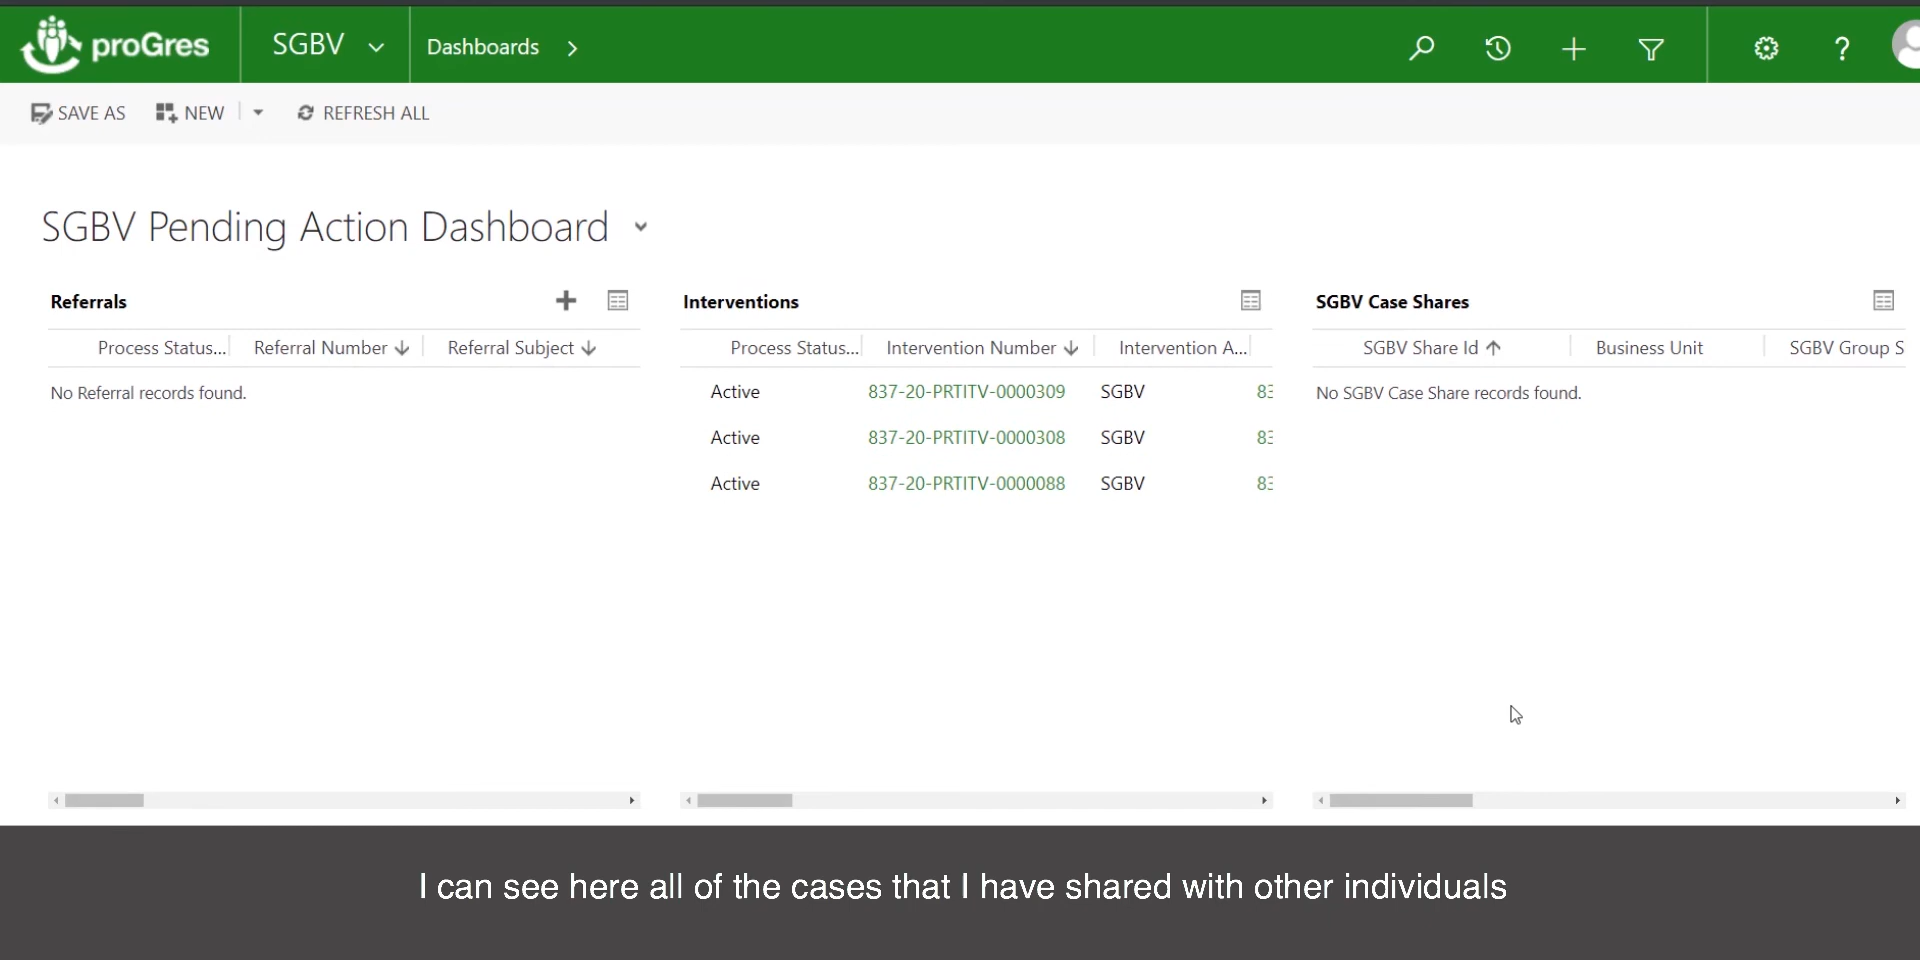 proGres SGBV Dashboards
SAVE AS NEW REFRESH ALL
SGBV Pending Action Dashboard
Referrals
Process Status... Referral Number Referral Subject
No Referral records found.
Interventions
Process Status... Intervention Number Intervention A...
Active 837-20-PRTITV-0000309 SGBV 83
Active 837-20-PRTITV-0000308 SGBV 83
Active 837-20-PRTITV-0000088 SGBV 83
SGBV Case Shares
SGBV Share Id Business Unit SGBV Group S
No SGBV Case Share records found.
I can see here all of the cases that I have shared with other individuals